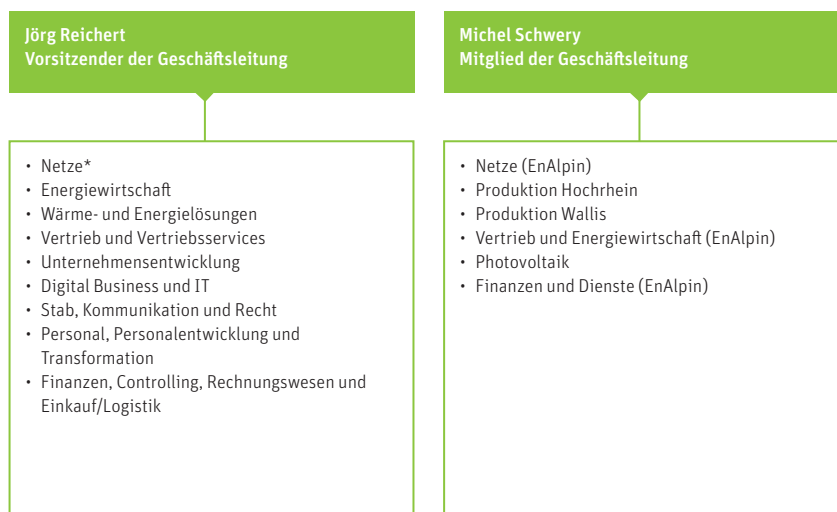 Jörg Reichert
Vorsitzender der Geschäftsleitung
• Netze*
• Energiewirtschaft
• Wärme- und Energielösungen
• Vertrieb und Vertriebsservices
• Unternehmensentwicklung
• Digital Business und IT
• Stab, Kommunikation und Recht
• Personal, Personalentwicklung und
Transformation
• Finanzen, Controlling, Rechnungswesen und
Einkauf/Logistik
Michel Schwery
Mitglied der Geschäftsleitung
• Netze (EnAlpin)
• Produktion Hochrhein
• Produktion Wallis
• Vertrieb und Energiewirtschaft (EnAlpin)
• Photovoltaik
• Finanzen und Dienste (EnAlpin)